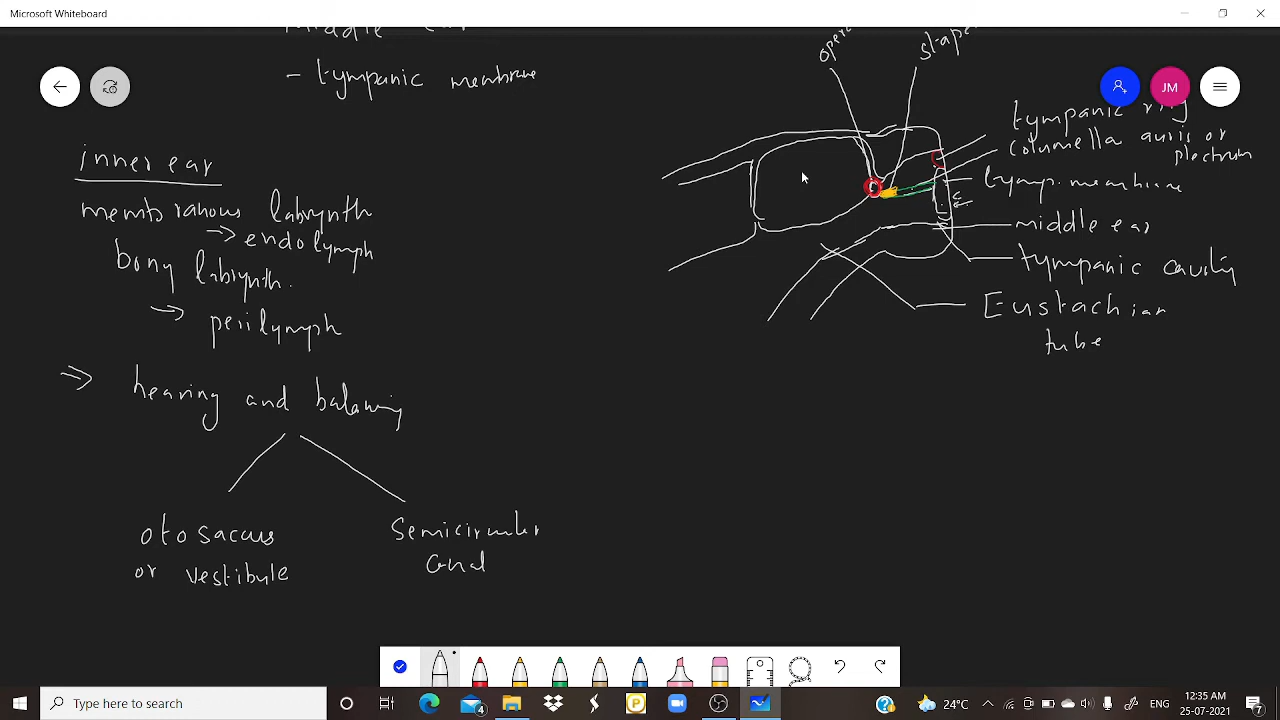 Microsoft Whiteboard
- tympanic membrane
inner ear
membranous labyrinth
→ endolymph
bony labyrinth.
→ perilymph
⇒ hearing and balancing
otosaccus
or vestibule
Semicircular
canal
JM
tympanic ring
columella auris or
plectrum
tymp. membrane
middle ear
tympanic cavity
Eustachian
tube
Type here to search
4
P
24°C
12:35 AM
25-07-2021
7